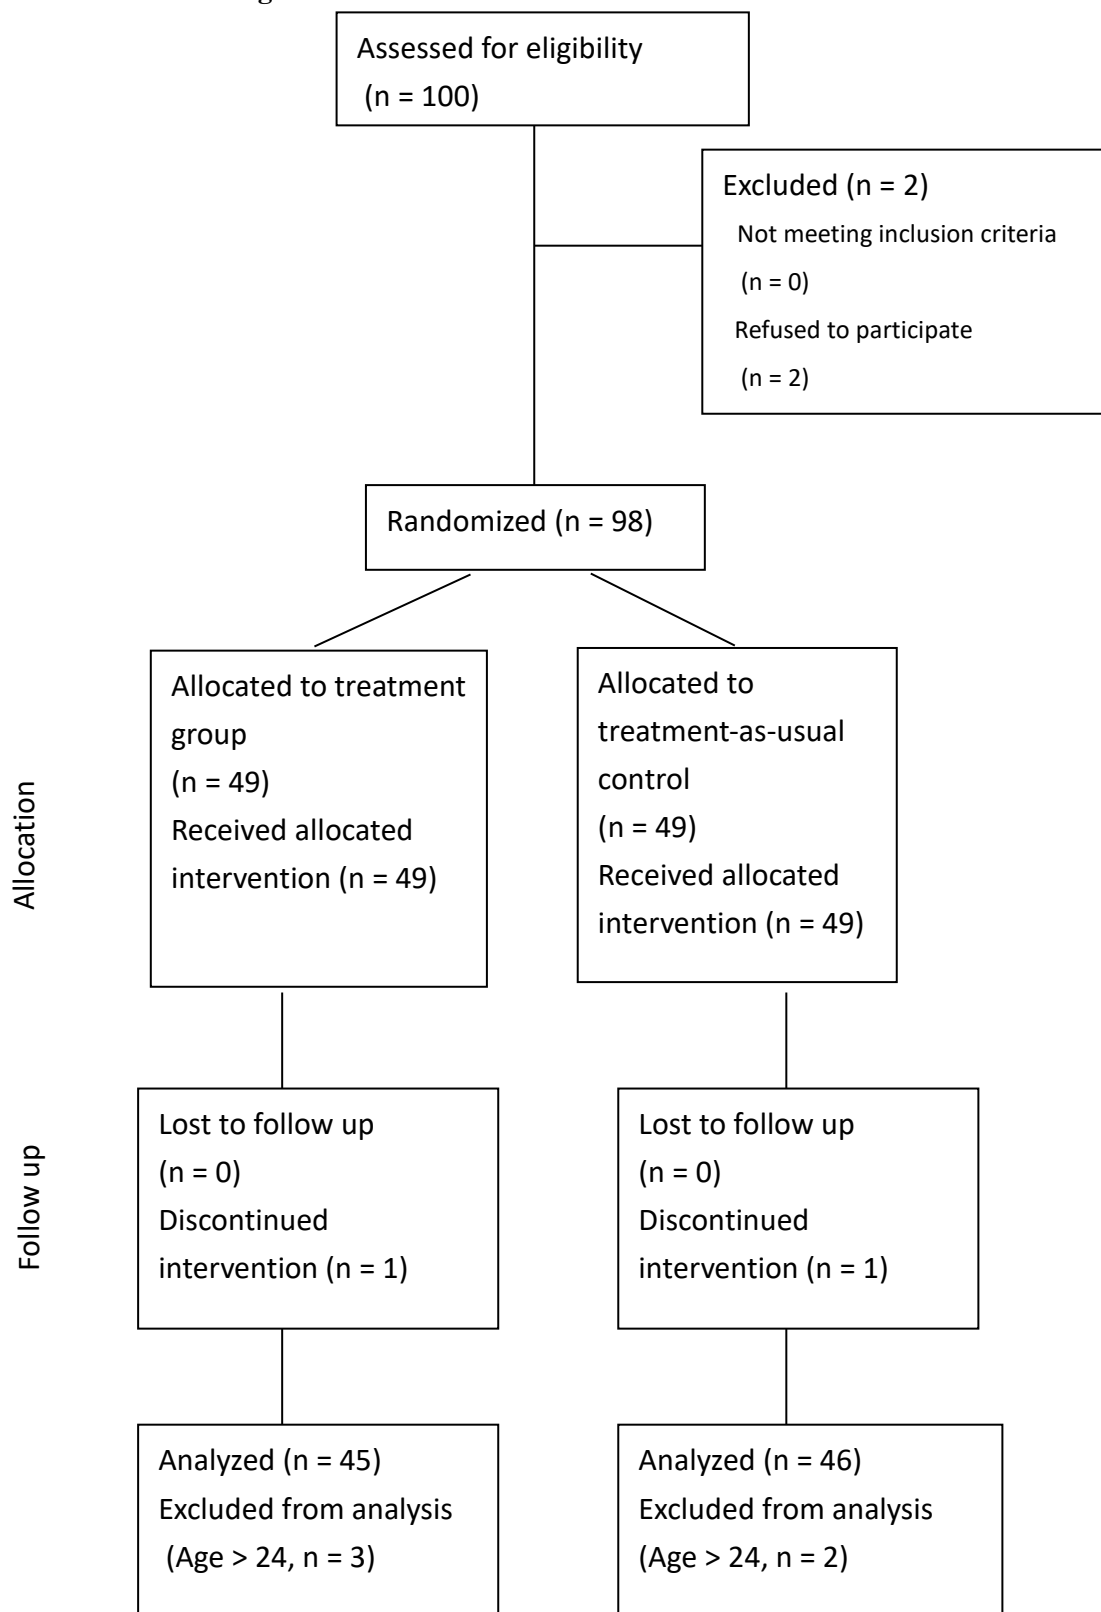 Assessed for eligibility
(n = 100)
Excluded (n = 2)
Not meeting inclusion criteria
(n = 0)
Refused to participate
(n = 2)
Randomized (n = 98)
Allocation
Allocated to treatment
group
(n = 49)
Received allocated
intervention (n = 49)
Allocated to
treatment-as-usual
control
(n = 49)
Received allocated
intervention (n = 49)
Follow up
Lost to follow up
(n = 0)
Discontinued
intervention (n = 1)
Lost to follow up
(n = 0)
Discontinued
intervention (n = 1)
Analyzed (n = 45)
Excluded from analysis
(Age > 24, n = 3)
Analyzed (n = 46)
Excluded from analysis
(Age > 24, n = 2)